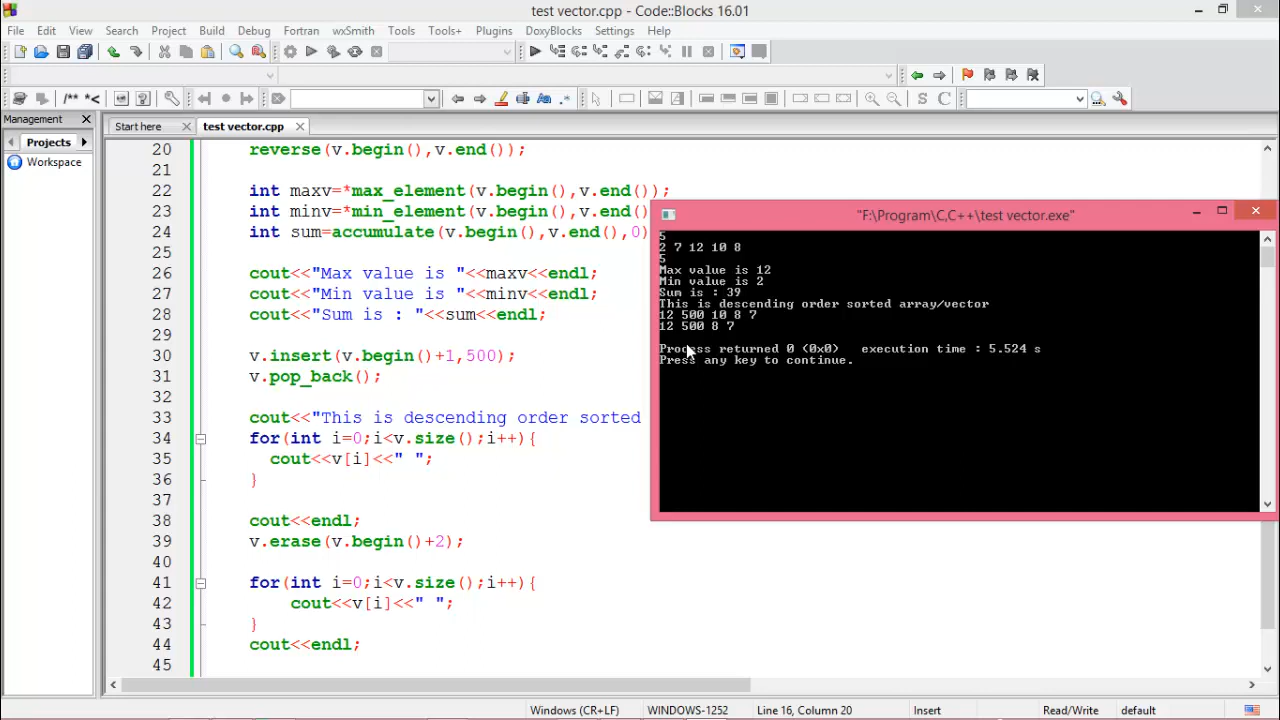 test vector.cpp - Code::Blocks 16.01
File Edit View Search Project Build Debug Fortran wxSmith Tools Tools+ Plugins DoxyBlocks Settings Help
/** *<
S C
Management
Start here
test vector.cpp
Projects
Workspace
20 reverse(v.begin(),v.end());
21
22 int maxv=*max_element(v.begin(),v.end());
23 int minv=*min_element(v.begin(),v.end()
24 int sum=accumulate(v.begin(),v.end(),0)
25
26 cout<<"Max value is "<<maxv<<endl;
27 cout<<"Min value is "<<minv<<endl;
28 cout<<"Sum is : "<<sum<<endl;
29
30 v.insert(v.begin()+1,500);
31 v.pop_back();
32
33 cout<<"This is descending order sorted
34 for(int i=0;i<v.size();i++){
35 cout<<v[i]<<" ";
36 }
37
38 cout<<endl;
39 v.erase(v.begin()+2);
40
41 for(int i=0;i<v.size();i++){
42 cout<<v[i]<<" ";
43 }
44 cout<<endl;
45
"F:\Program\C,C++\test vector.exe"
5
2 7 12 10 8
5
Max value is 12
Min value is 2
Sum is : 39
This is descending order sorted array/vector
12 500 10 8 7
12 500 8 7
Process returned 0 (0x0) execution time : 5.524 s
Press any key to continue.
Windows (CR+LF) WINDOWS-1252 Line 16, Column 20 Insert Read/Write default